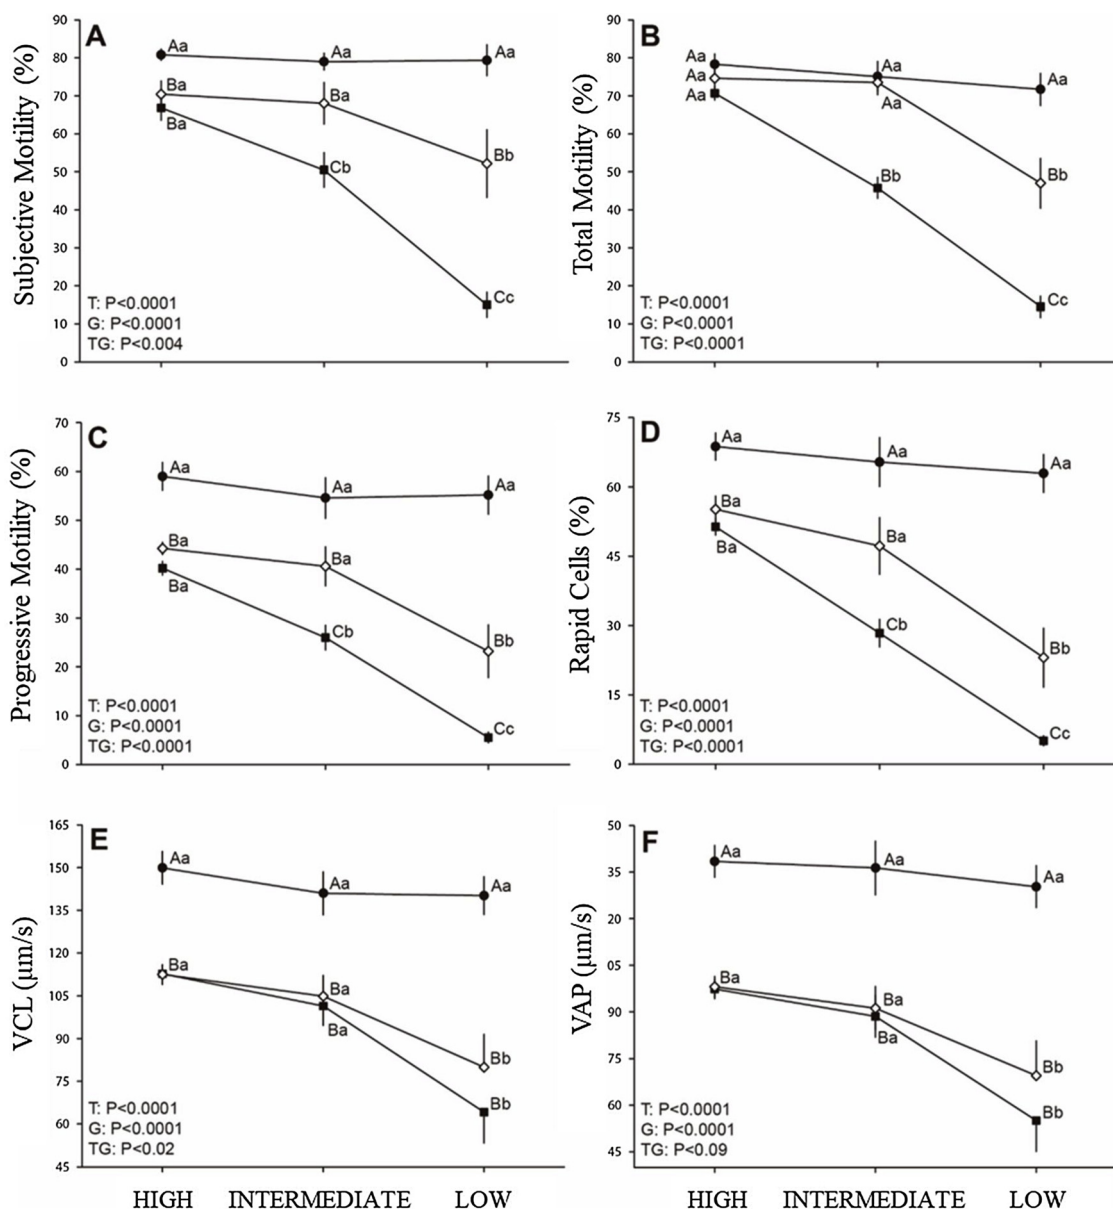 A
Subjective Motility (%)
90
80
70
60
50
40
30
20
10
0
Aa
Aa
Aa
Ba
Ba
Bb
Ba
Cb
Cc
T: P<0.0001
G: P<0.0001
TG: P<0.004
B
Total Motility (%)
90
80
70
60
50
40
30
20
10
0
Aa
Aa
Aa
Aa
Aa
Bb
Aa
Bb
Cc
T: P<0.0001
G: P<0.0001
TG: P<0.0001
C
Progressive Motility (%)
70
60
50
40
30
20
10
0
Aa
Aa
Aa
Ba
Ba
Bb
Ba
Cb
Cc
T: P<0.0001
G: P<0.0001
TG: P<0.0001
D
Rapid Cells (%)
75
60
45
30
15
0
Aa
Aa
Aa
Ba
Ba
Bb
Ba
Cb
Cc
T: P<0.0001
G: P<0.0001
TG: P<0.0001
E
VCL (µm/s)
165
150
135
120
105
90
75
60
45
Aa
Aa
Aa
Ba
Ba
Ba
Bb
Bb
T: P<0.0001
G: P<0.0001
TG: P<0.02
HIGH INTERMEDIATE LOW
F
VAP (µm/s)
50
35
20
05
90
75
60
45
Aa
Aa
Aa
Ba
Ba
Ba
Bb
Bb
T: P<0.0001
G: P<0.0001
TG: P<0.09
HIGH INTERMEDIATE LOW